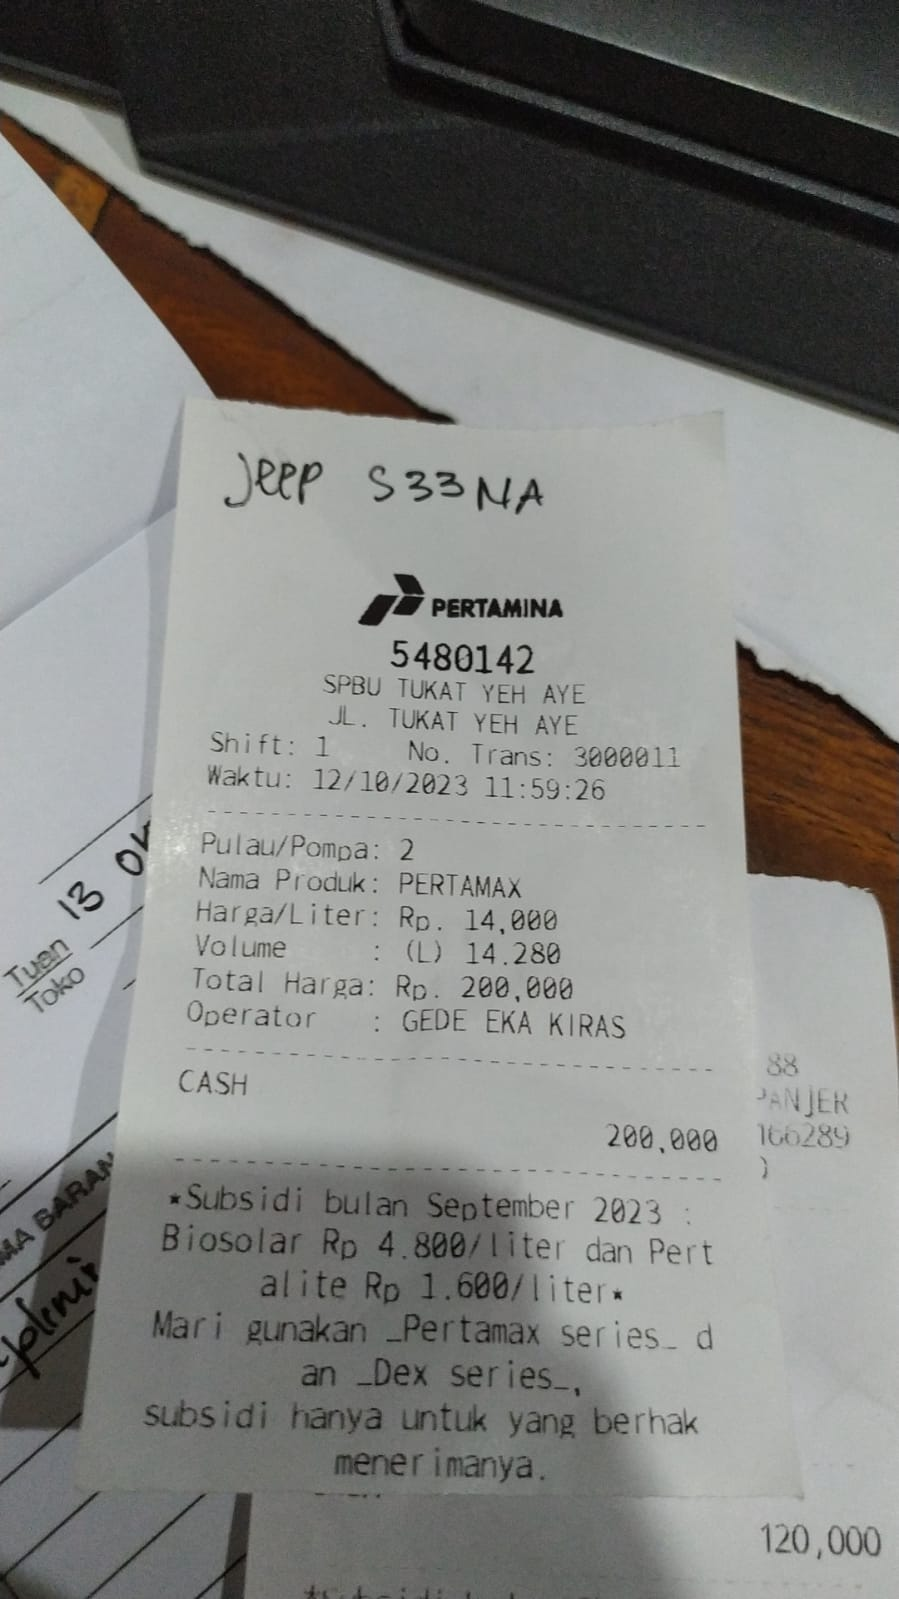 Jeep S33NA
PERTAMINA
5480142
SPBU TUKAT YEH AYE
JL. TUKAT YEH AYE
Shift: 1 No. Trans: 3000011
Waktu: 12/10/2023 11:59:26
Pulau/Pompa: 2
Nama Produk: PERTAMAX
Harga/Liter: Rp. 14,000
Volume : (L) 14.280
Total Harga: Rp. 200,000
Operator : GEDE EKA KIRAS
CASH
200,000
*Subsidi bulan September 2023 :
Biosolar Rp 4.800/liter dan Pert
alite Rp 1.600/liter*
Mari gunakan _Pertamax series_ d
an _Dex series_,
subsidi hanya untuk yang berhak
menerimanya.
13 Ok
Tuan
Toko
MA BARAN
88
PANJER
166289
)
120,000